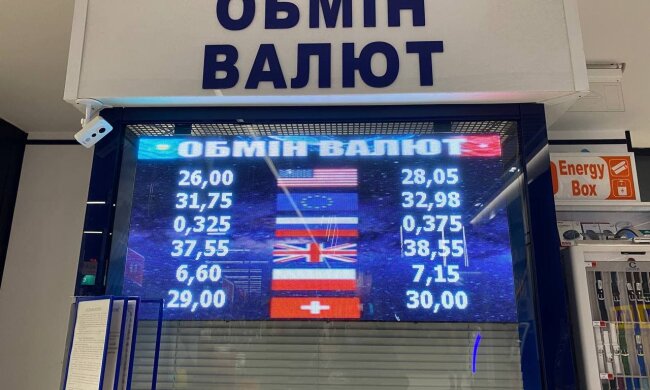 ОБМІН
ВАЛЮТ
ОБМІН ВАЛЮТ
26,00 28,05
31,75 32,98
0.325 0.375
37,55 38,55
6,60 7,15
29,00 30,00
Energy
Box